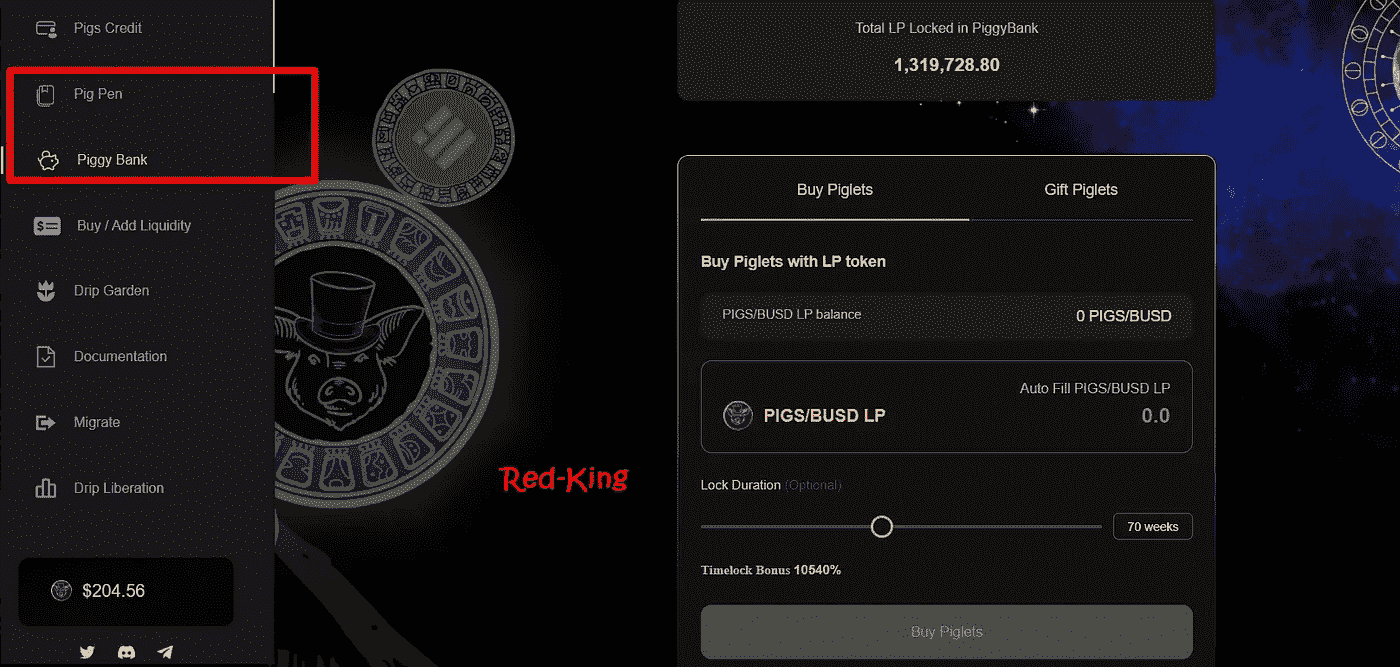 Pigs Credit
Pig Pen
Piggy Bank
Buy / Add Liquidity
Drip Garden
Documentation
Migrate
Drip Liberation
$204.56
Red-King
Total LP Locked in PiggyBank
1,319,728.80
Buy Piglets Gift Piglets
Buy Piglets with LP token
PIGS/BUSD LP balance 0 PIGS/BUSD
Auto Fill PIGS/BUSD LP
PIGS/BUSD LP 0.0
Lock Duration (Optional)
70 weeks
Timelock Bonus 10540%
Buy Piglets